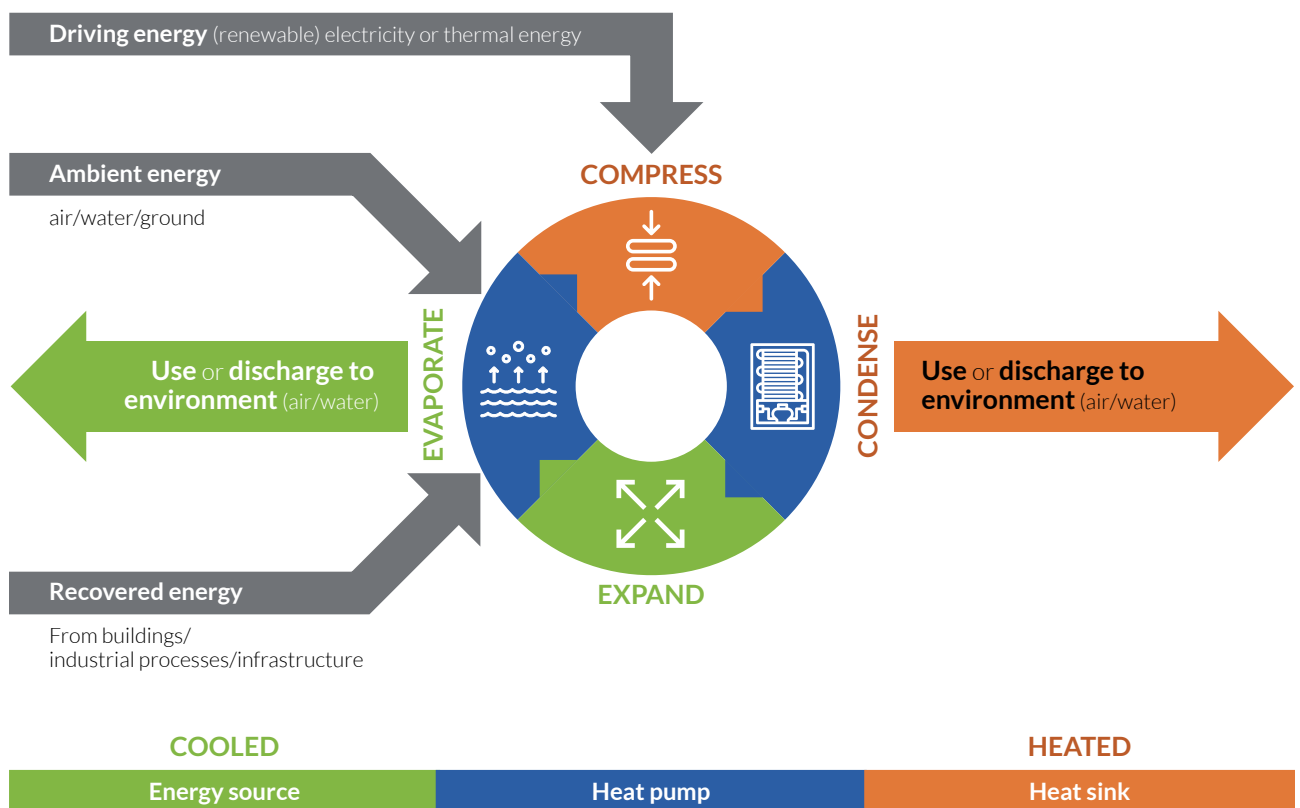 Driving energy (renewable) electricity or thermal energy
Ambient energy
air/water/ground
COMPRESS
EVAPORATE
Use or discharge to
environment (air/water)
CONDENSE
Use or discharge to
environment (air/water)
EXPAND
Recovered energy
From buildings/
industrial processes/infrastructure
COOLED
HEATED
Energy source
Heat pump
Heat sink